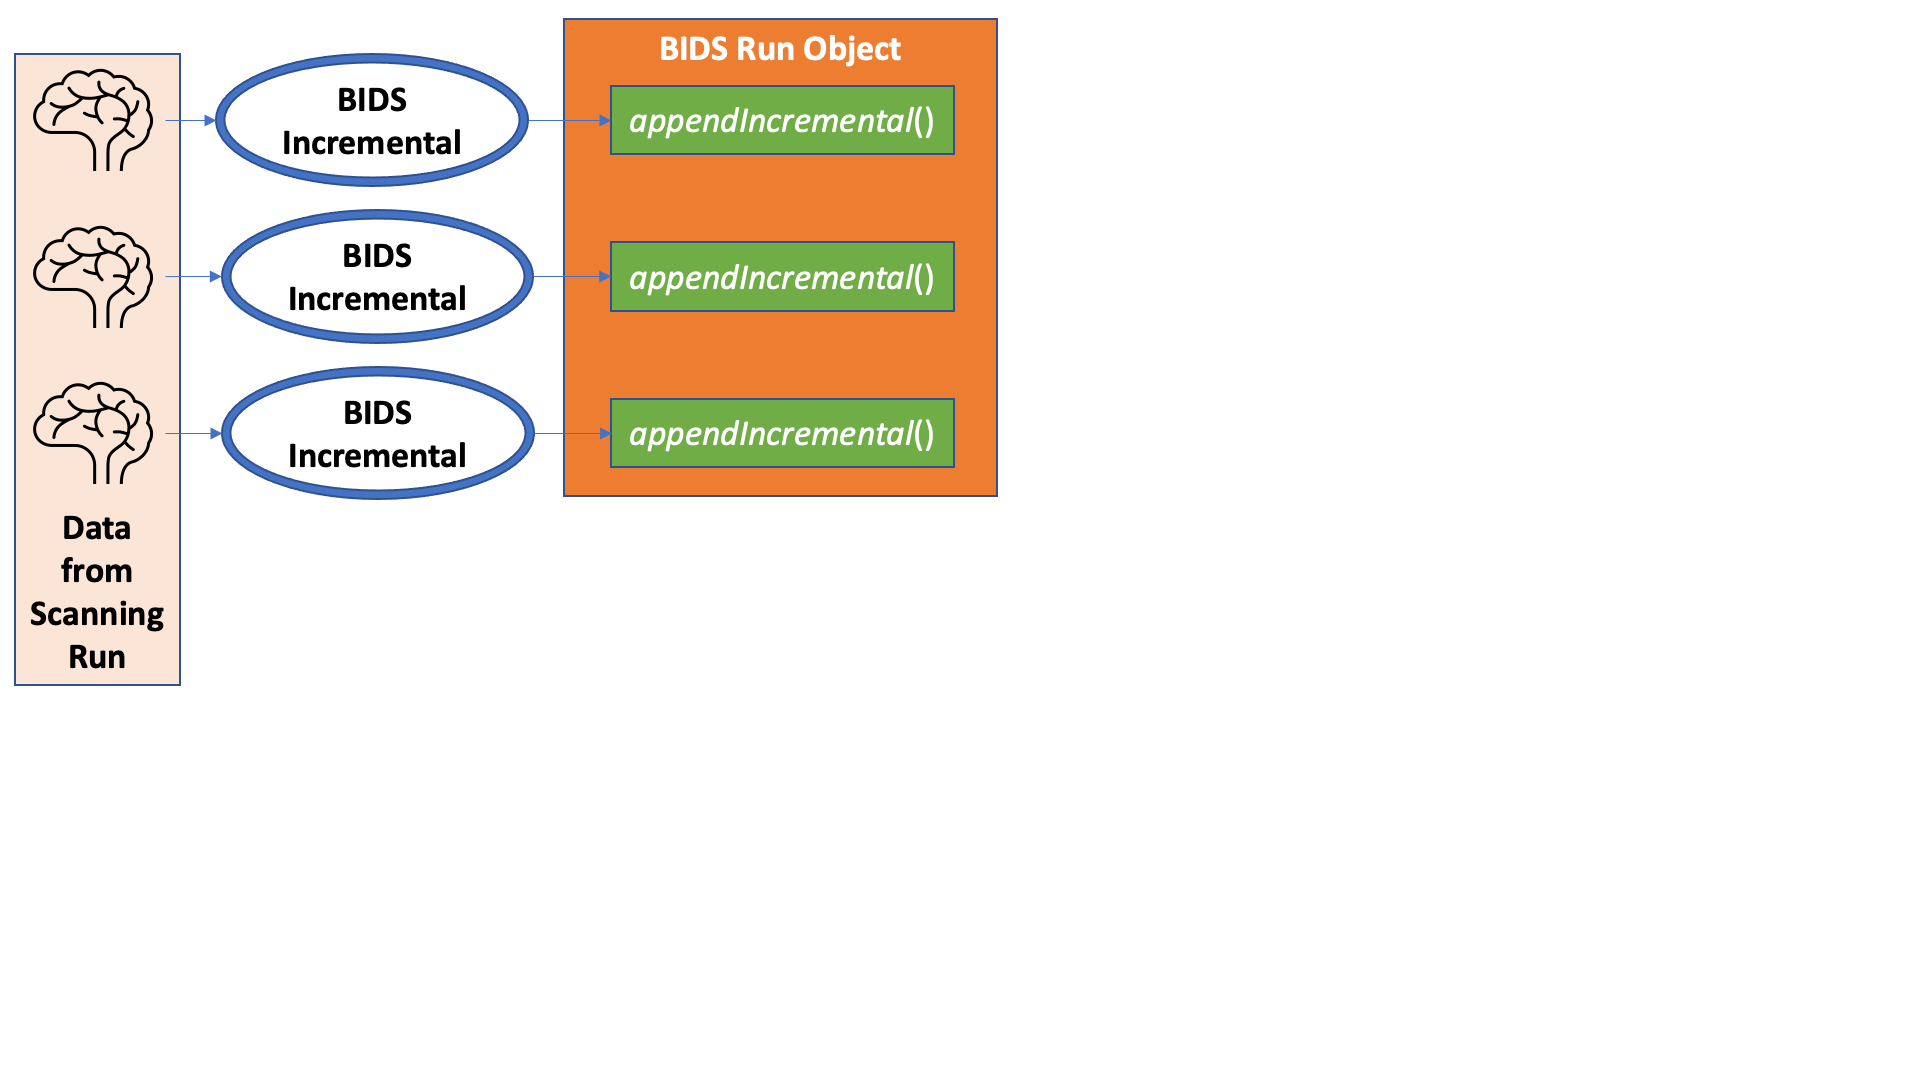 BIDS Run Object
BIDS
Incremental
appendIncremental()
BIDS
Incremental
appendIncremental()
BIDS
Incremental
appendIncremental()
Data
from
Scanning
Run